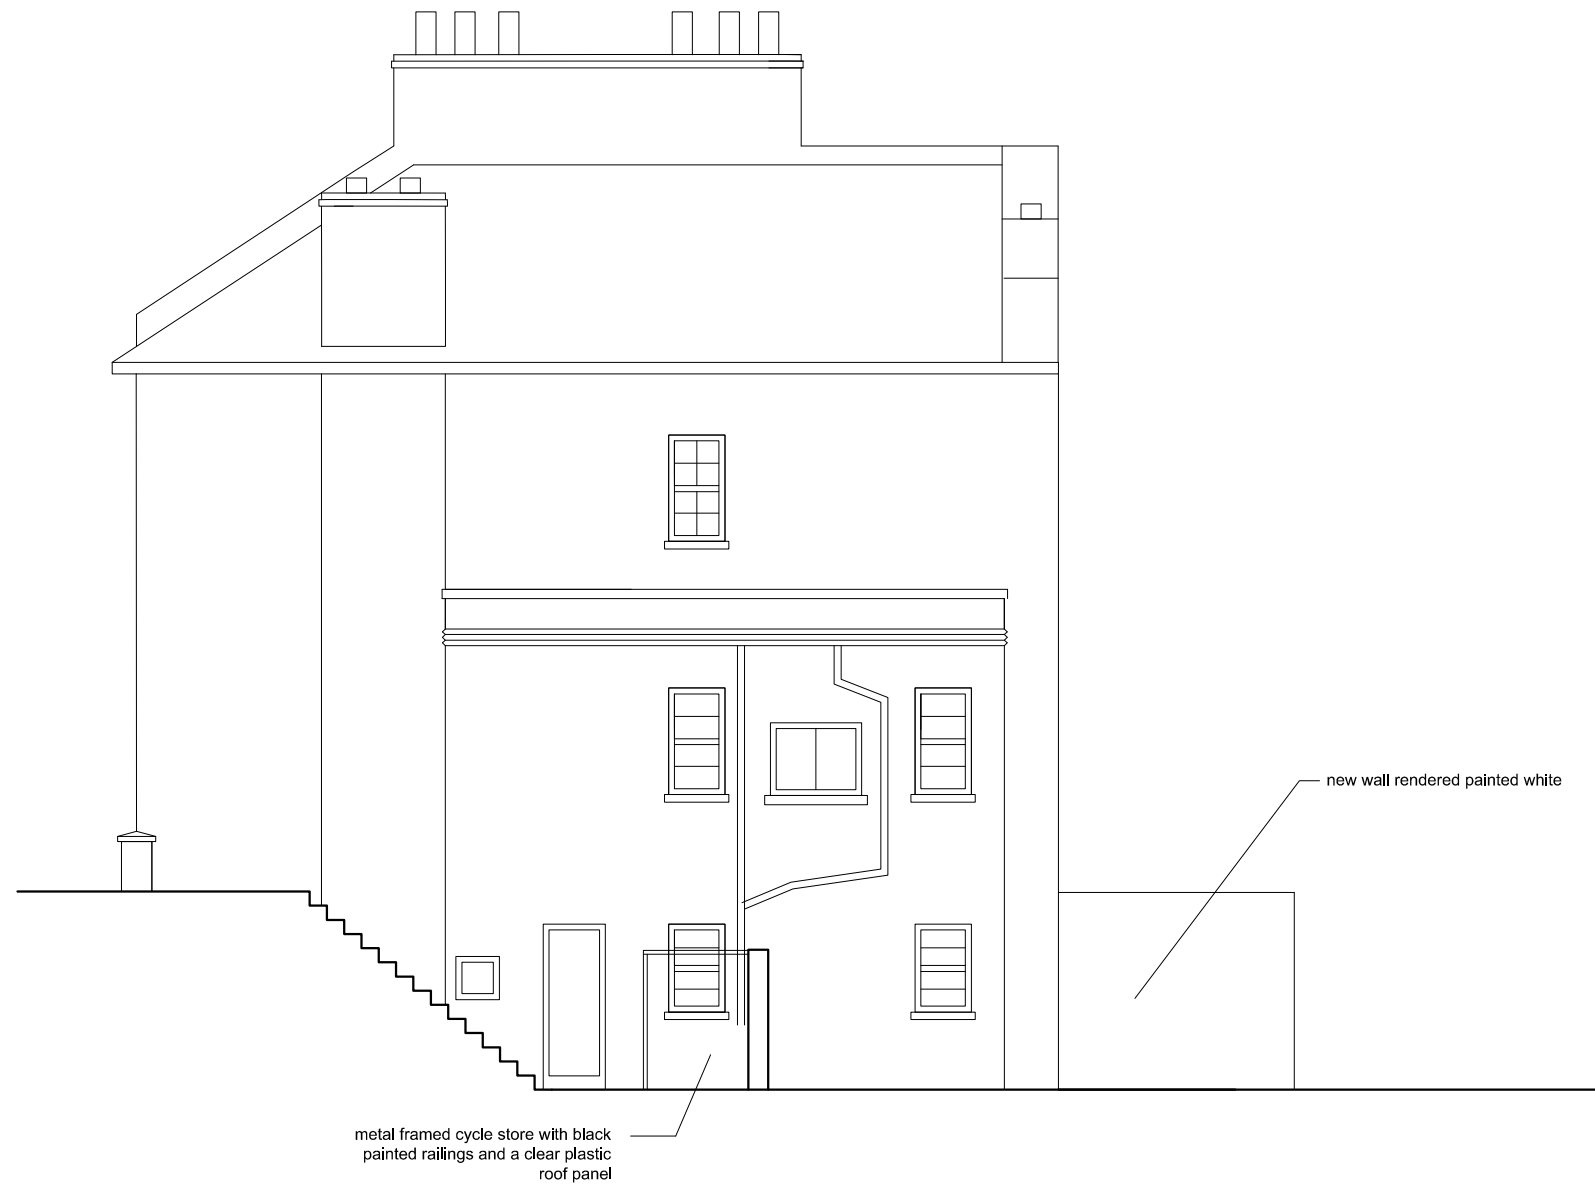 new wall rendered painted white
metal framed cycle store with black
painted railings and a clear plastic
roof panel